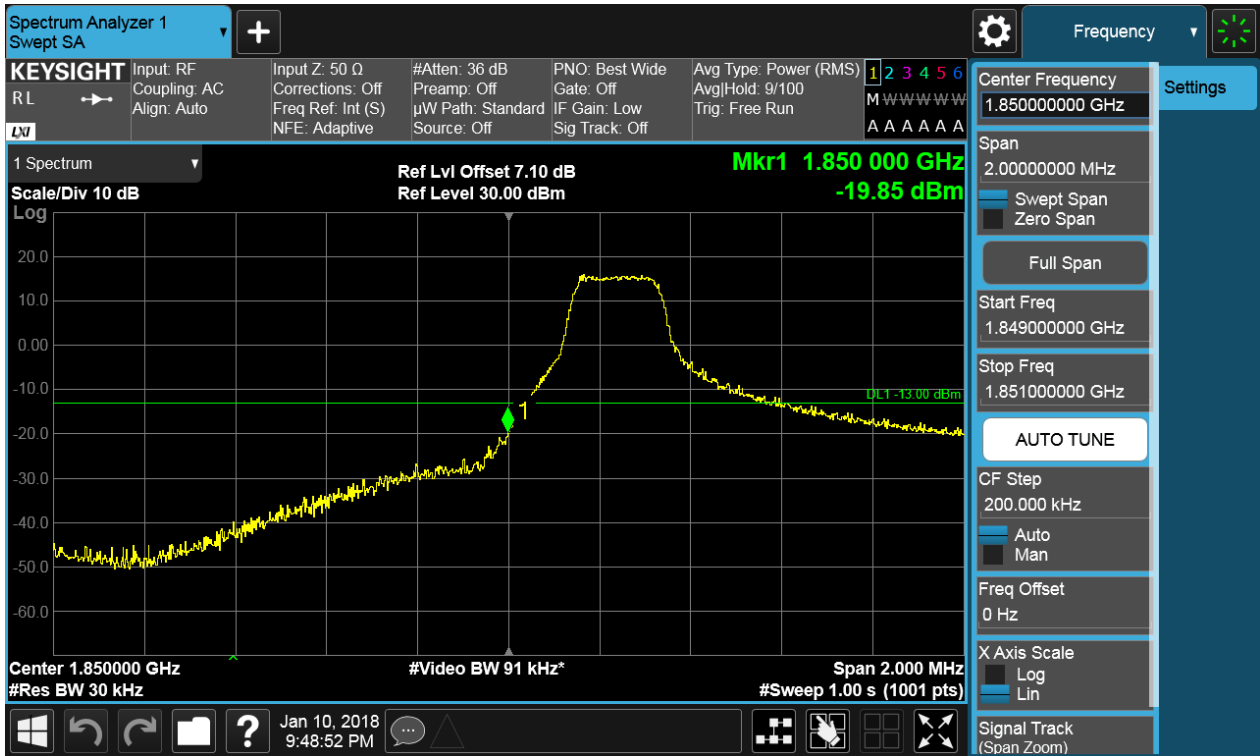 Spectrum Analyzer 1
Swept SA
+
Frequency
KEYSIGHT
R L
LXI
Input: RF
Coupling: AC
Align: Auto
Input Z: 50 Ω
Corrections: Off
Freq Ref: Int (S)
NFE: Adaptive
#Atten: 36 dB
Preamp: Off
µW Path: Standard
Source: Off
PNO: Best Wide
Gate: Off
IF Gain: Low
Sig Track: Off
Avg Type: Power (RMS)
Avg|Hold: 9/100
Trig: Free Run
1 2 3 4 5 6
M W W W W W
A A A A A A
1 Spectrum
Scale/Div 10 dB
Ref Lvl Offset 7.10 dB
Ref Level 30.00 dBm
Mkr1 1.850 000 GHz
-19.85 dBm
Log
20.0
10.0
0.00
-10.0
-20.0
-30.0
-40.0
-50.0
-60.0
DL1 -13.00 dBm
1
Center 1.850000 GHz
#Video BW 91 kHz*
Span 2.000 MHz
#Res BW 30 kHz
#Sweep 1.00 s (1001 pts)
Center Frequency
1.850000000 GHz
Settings
Span
2.00000000 MHz
Swept Span
Zero Span
Full Span
Start Freq
1.849000000 GHz
Stop Freq
1.851000000 GHz
AUTO TUNE
CF Step
200.000 kHz
Auto
Man
Freq Offset
0 Hz
X Axis Scale
Log
Lin
Signal Track
(Span Zoom)
?
Jan 10, 2018
9:48:52 PM